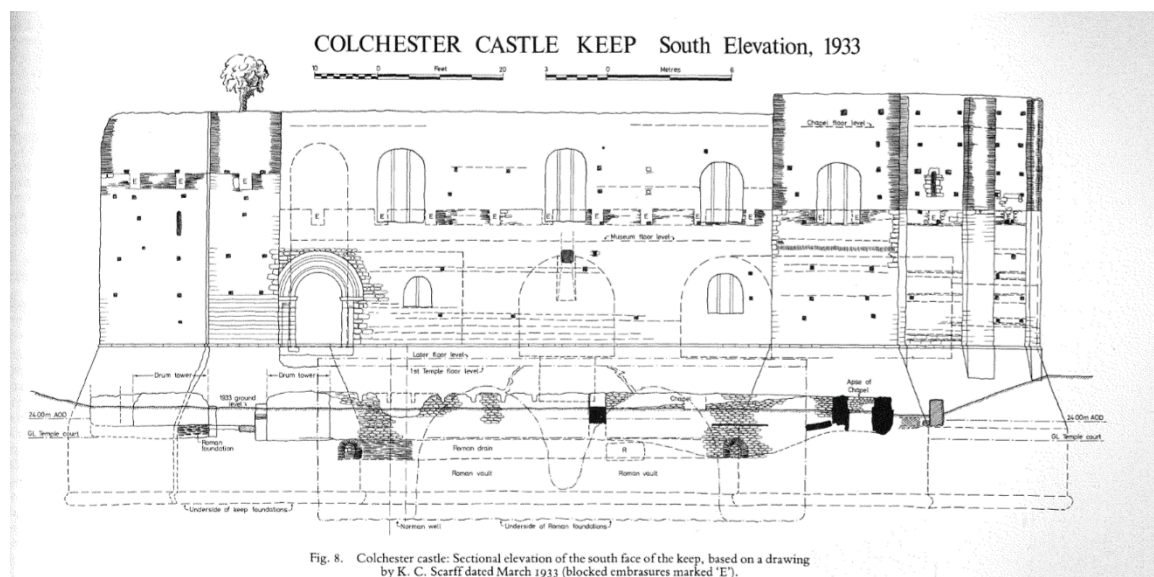 COLCHESTER CASTLE KEEP South Elevation, 1933
10 0 Feet 20 3 0 Metres 6
Chapel floor level
E E E E E E E E E E E E E E
Museum floor level
Later floor level
1st Temple floor level
Drum tower Drum tower
1933 ground
level
Chapel
Apse of
Chapel
24.00m AOD 24.00m AOD
GL Temple court GL Temple court
Roman
foundation
Roman drain R
Roman vault Roman vault
Underside of keep foundations Norman well Underside of Roman foundations
Fig. 8. Colchester castle: Sectional elevation of the south face of the keep, based on a drawing
by K. C. Scarff dated March 1933 (blocked embrasures marked ‘E’).